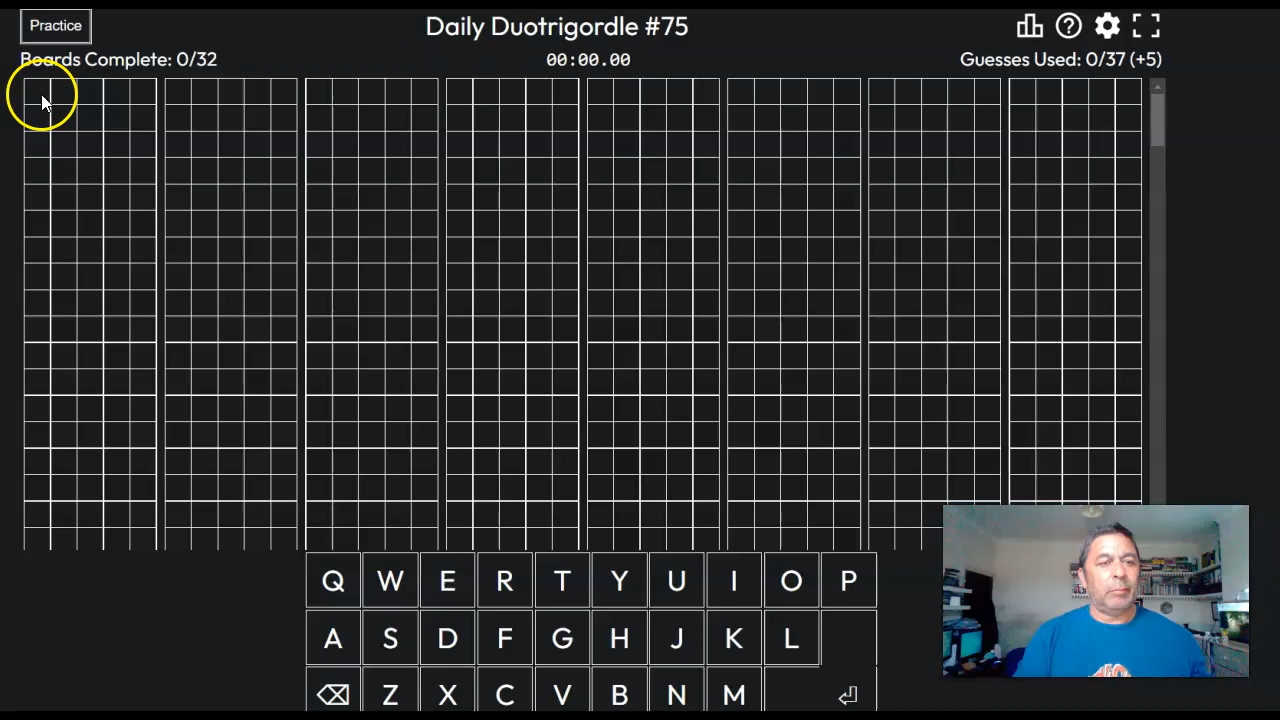 Practice
Daily Duotrigordle #75
Boards Complete: 0/32
00:00.00
Guesses Used: 0/37 (+5)
Q W E R T Y U I O P
A S D F G H J K L
Z X C V B N M